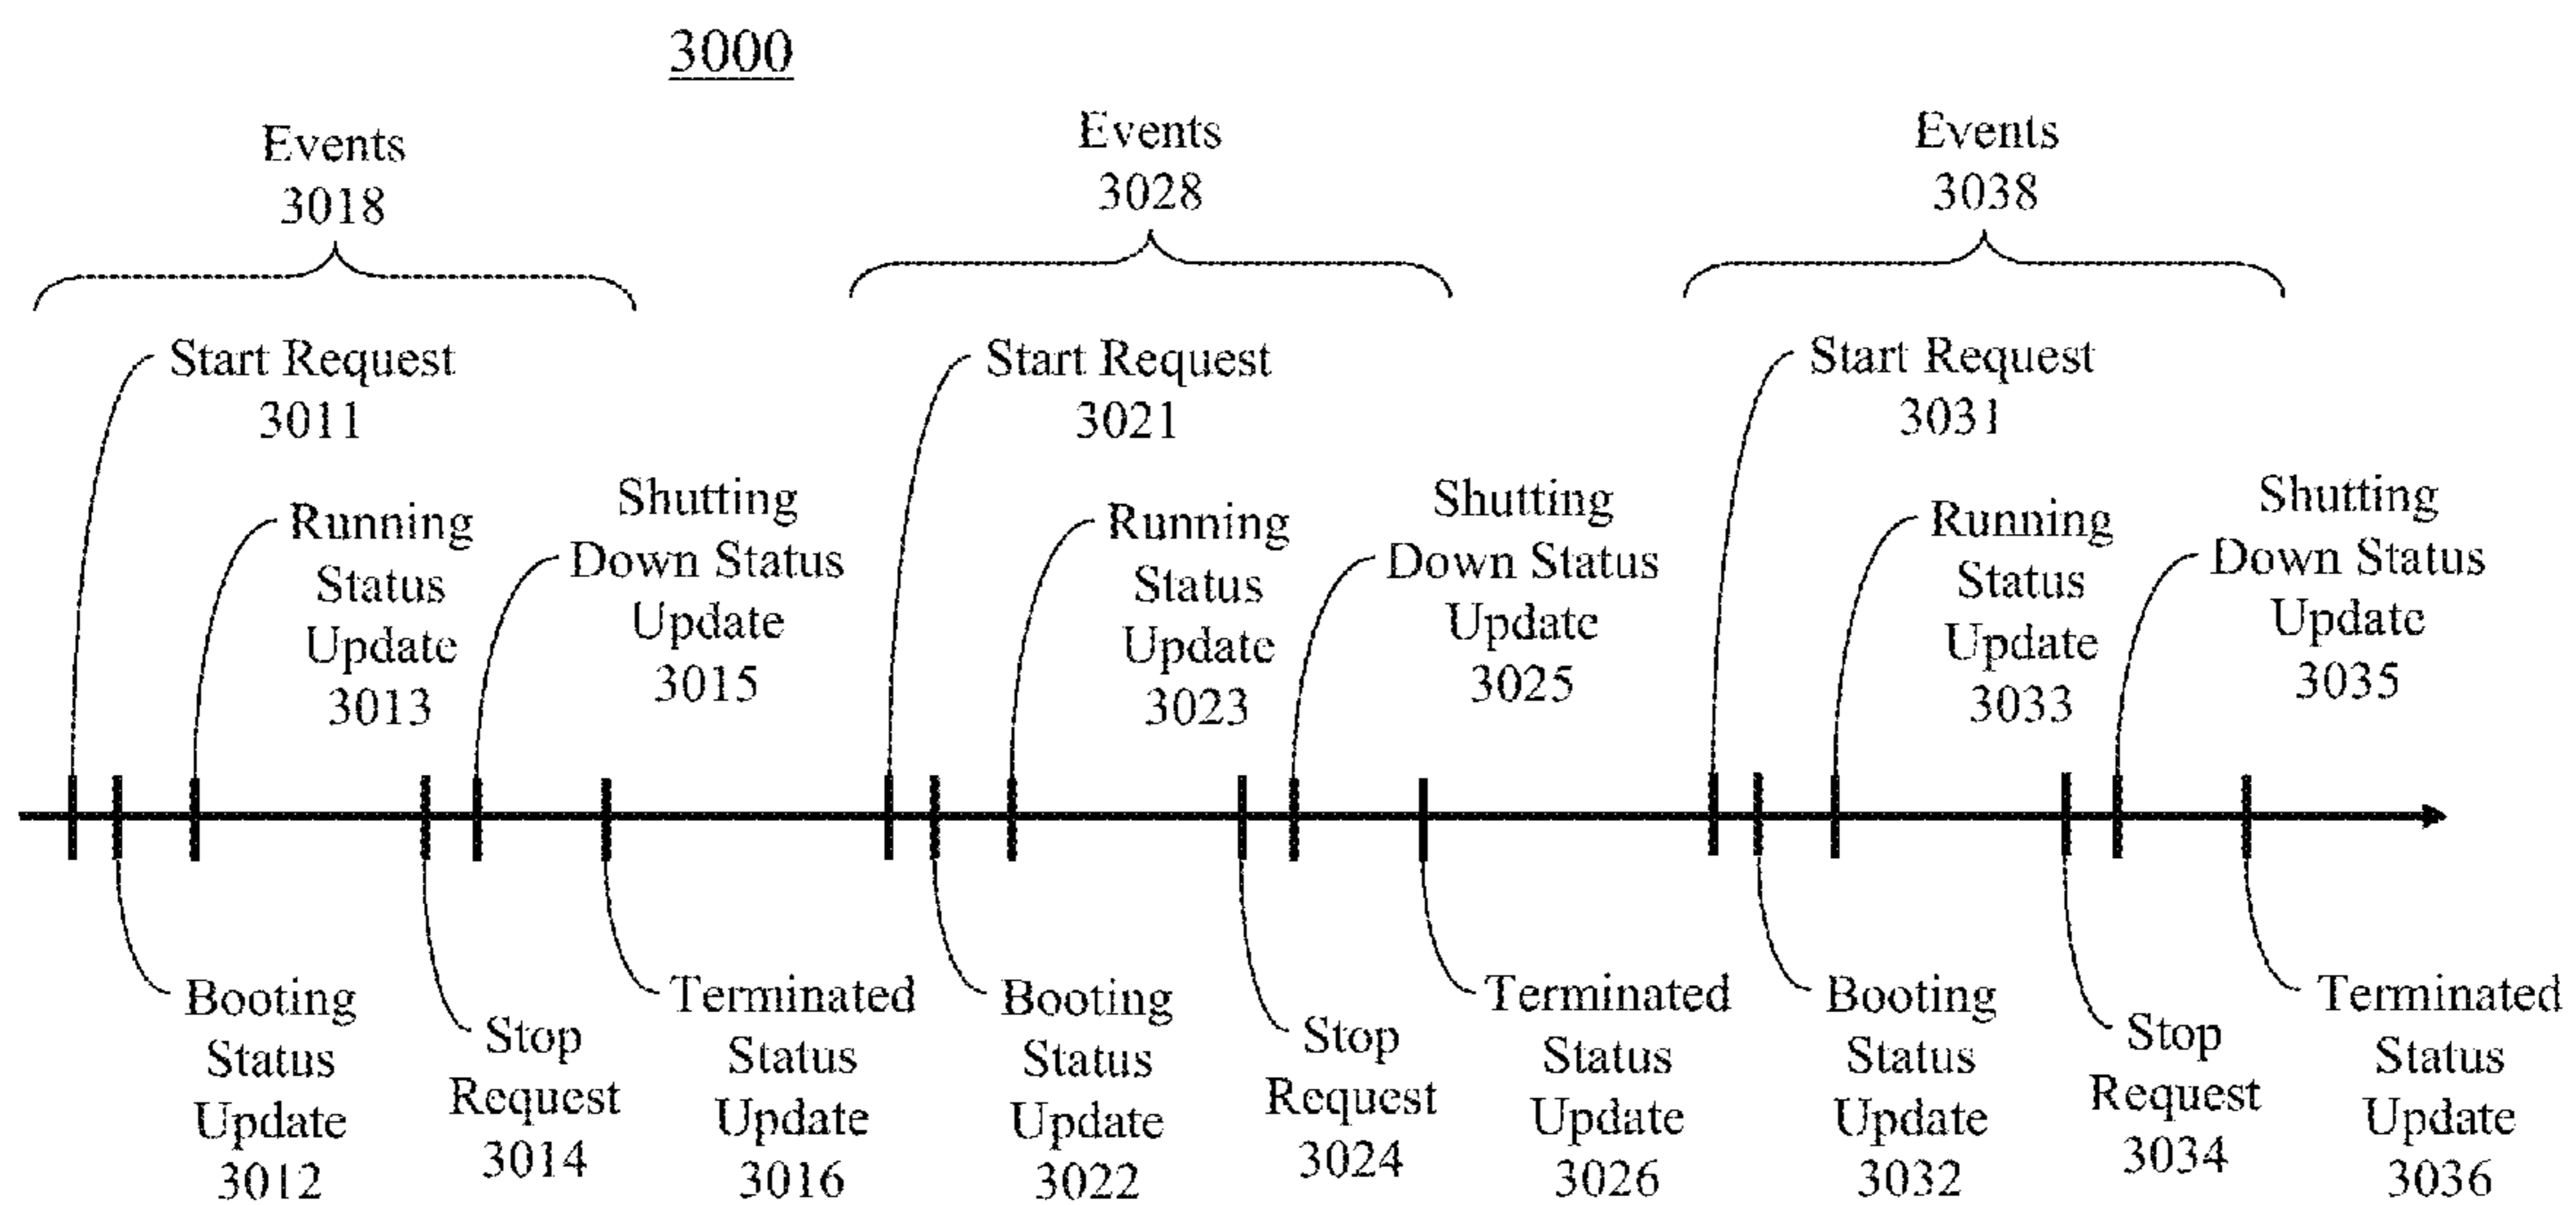 3000
Events
3018
Events
3028
Events
3038
Start Request
3011
Start Request
3021
Start Request
3031
Running
Status
Update
3013
Shutting
Down Status
Update
3015
Running
Status
Update
3023
Shutting
Down Status
Update
3025
Running
Status
Update
3033
Shutting
Down Status
Update
3035
Booting
Status
Update
3012
Stop
Request
3014
Terminated
Status
Update
3016
Booting
Status
Update
3022
Stop
Request
3024
Terminated
Status
Update
3026
Booting
Status
Update
3032
Stop
Request
3034
Terminated
Status
Update
3036